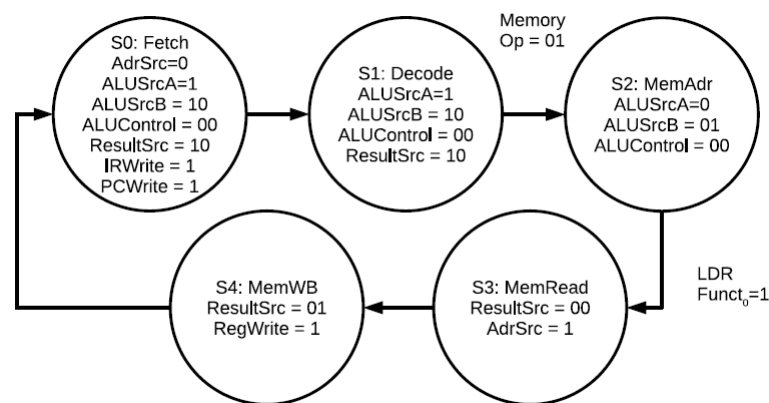 S0: Fetch
AdrSrc=0
ALUSrcA=1
ALUSrcB = 10
ALUControl = 00
ResultSrc = 10
IRWrite = 1
PCWrite = 1
S1: Decode
ALUSrcA=1
ALUSrcB = 10
ALUControl = 00
ResultSrc = 10
Memory
Op = 01
S2: MemAdr
ALUSrcA=0
ALUSrcB = 01
ALUControl = 00
LDR
Funct₀=1
S3: MemRead
ResultSrc = 00
AdrSrc = 1
S4: MemWB
ResultSrc = 01
RegWrite = 1